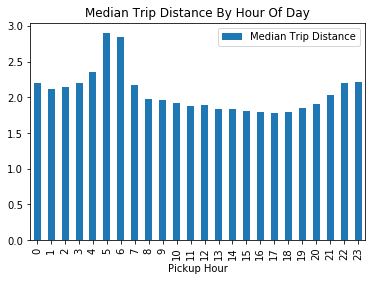 Median Trip Distance By Hour Of Day
Median Trip Distance
3.0
2.5
2.0
1.5
1.0
0.5
0.0
0 1 2 3 4 5 6 7 8 9 10 11 12 13 14 15 16 17 18 19 20 21 22 23
Pickup Hour